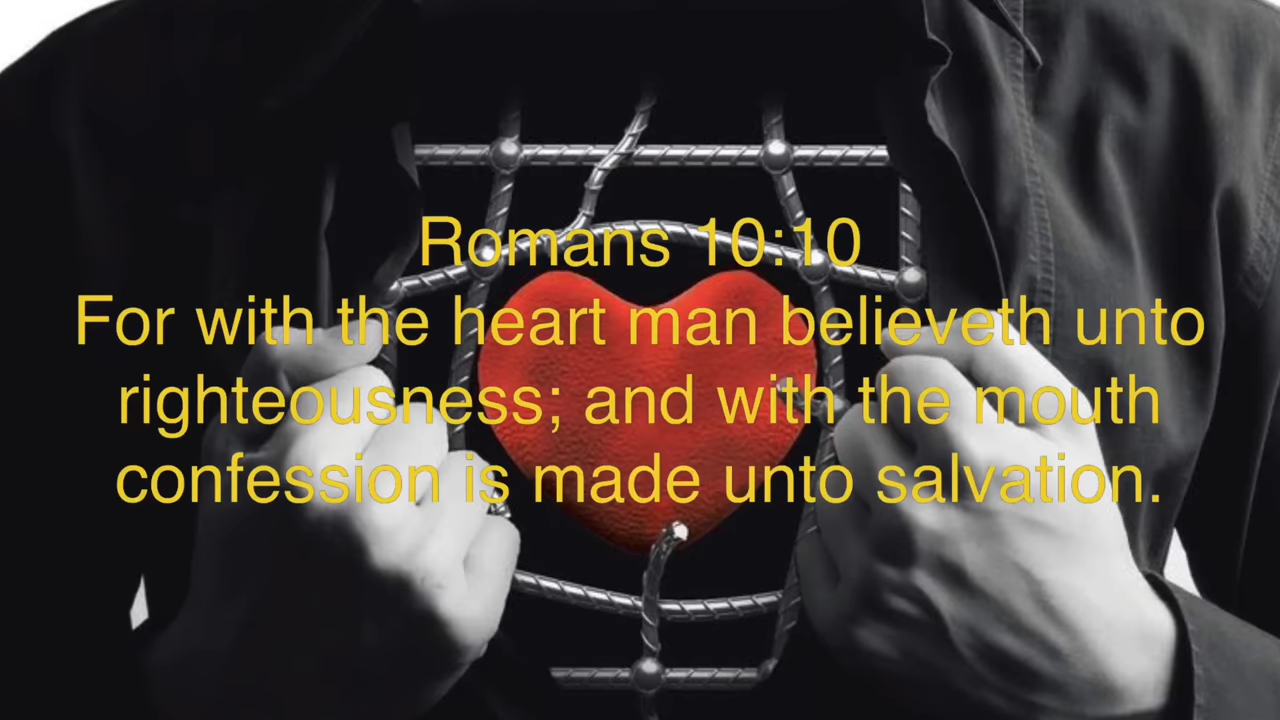 Romans 10:10
For with the heart man believeth unto
righteousness; and with the mouth
confession is made unto salvation.